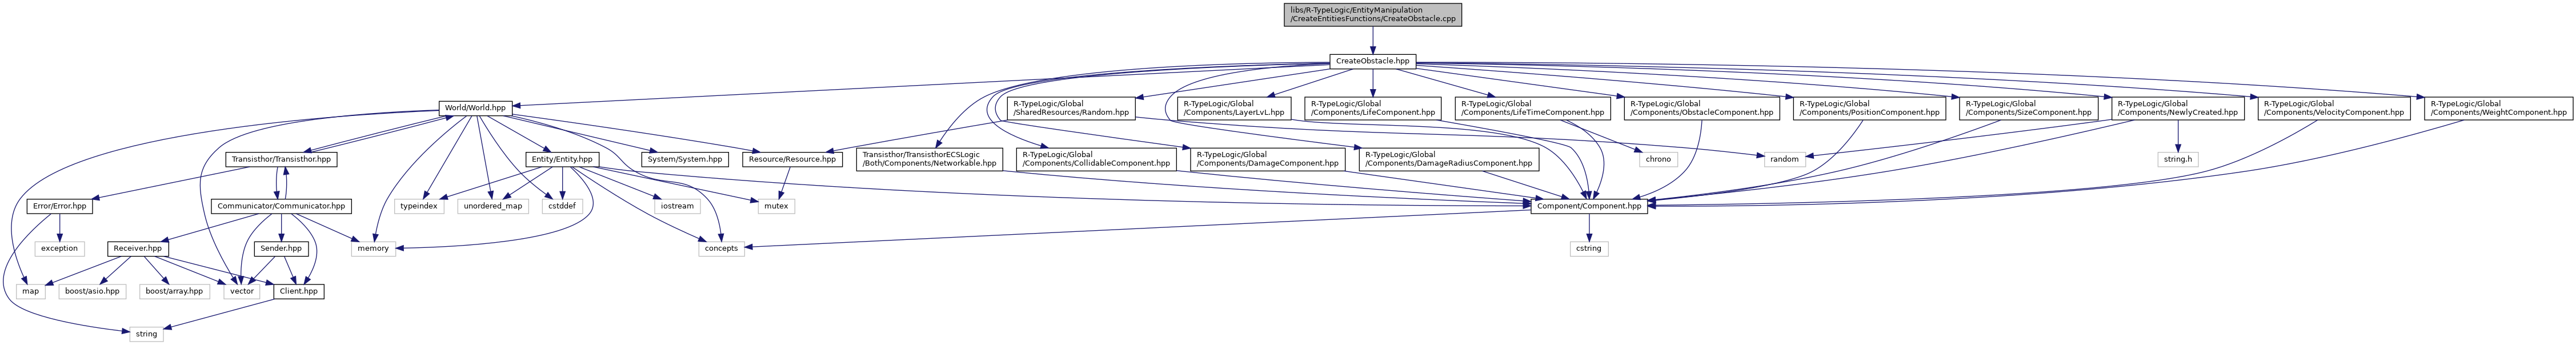 libs/R-TypeLogic/EntityManipulation
/CreateEntitiesFunctions/CreateObstacle.cpp
CreateObstacle.hpp
World/World.hpp
R-TypeLogic/Global
/SharedResources/Random.hpp
R-TypeLogic/Global
/Components/LayerLvL.hpp
R-TypeLogic/Global
/Components/LifeComponent.hpp
R-TypeLogic/Global
/Components/LifeTimeComponent.hpp
R-TypeLogic/Global
/Components/ObstacleComponent.hpp
R-TypeLogic/Global
/Components/PositionComponent.hpp
R-TypeLogic/Global
/Components/SizeComponent.hpp
R-TypeLogic/Global
/Components/NewlyCreated.hpp
R-TypeLogic/Global
/Components/VelocityComponent.hpp
R-TypeLogic/Global
/Components/WeightComponent.hpp
Transisthor/Transisthor.hpp
Entity/Entity.hpp
System/System.hpp
Resource/Resource.hpp
Transisthor/TransisthorECSLogic
/Both/Components/Networkable.hpp
R-TypeLogic/Global
/Components/CollidableComponent.hpp
R-TypeLogic/Global
/Components/DamageComponent.hpp
R-TypeLogic/Global
/Components/DamageRadiusComponent.hpp
chrono
random
string.h
Error/Error.hpp
Communicator/Communicator.hpp
typeindex
unordered_map
cstddef
iostream
mutex
Component/Component.hpp
exception
Receiver.hpp
Sender.hpp
memory
concepts
cstring
map
boost/asio.hpp
boost/array.hpp
vector
Client.hpp
string